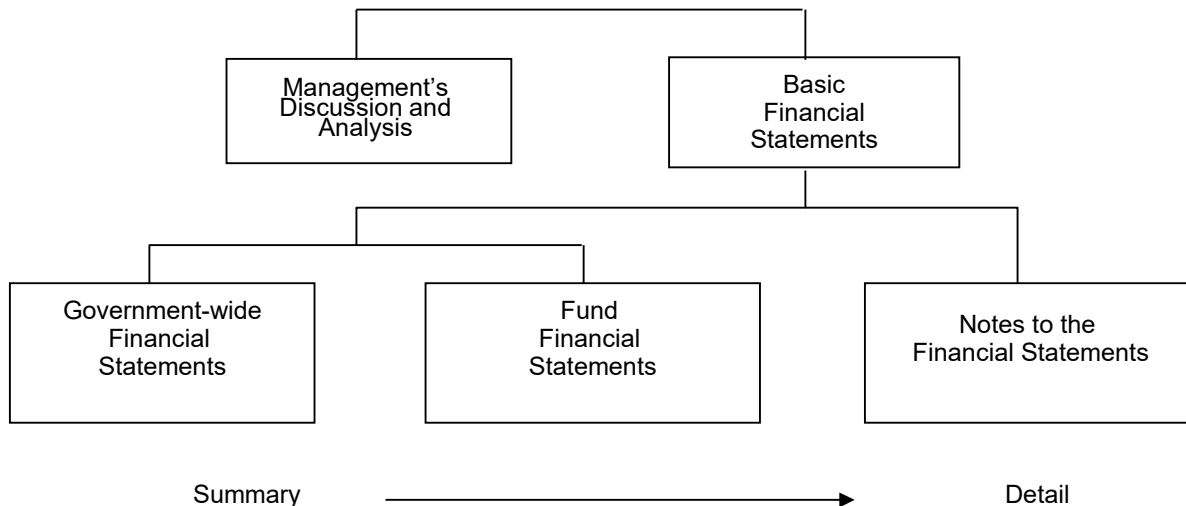 Management’s
Discussion and
Analysis
Basic
Financial
Statements
Government-wide
Financial
Statements
Fund
Financial
Statements
Notes to the
Financial Statements
Summary
Detail